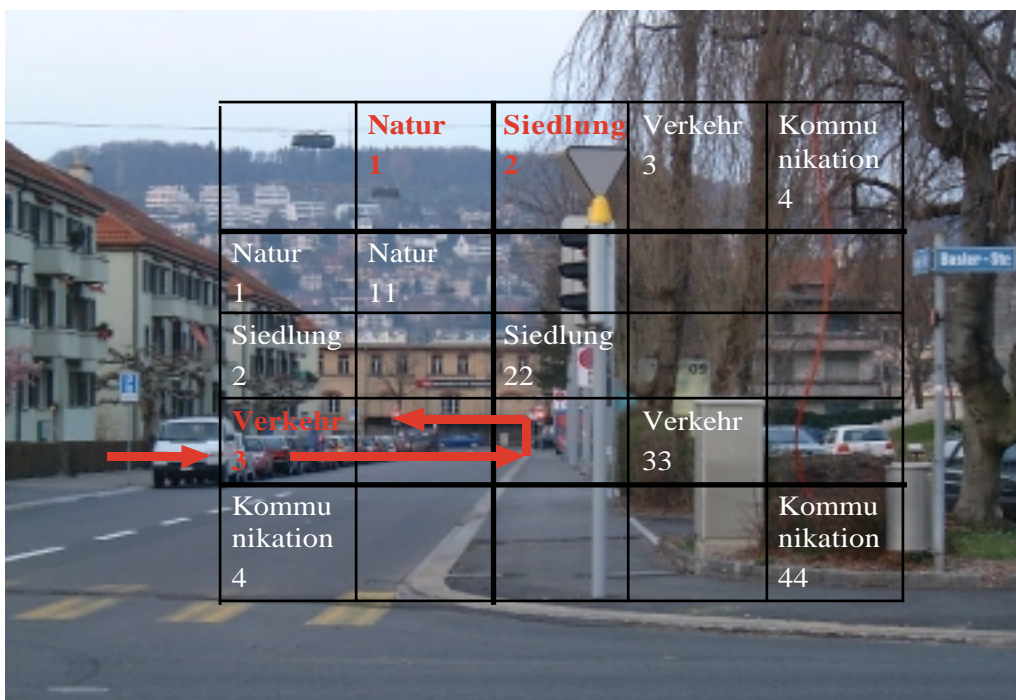 Natur Siedlung Verkehr Kommu
nikation
1 2 3
4
Natur Natur
1 11
Basler-Str.
Siedlung Siedlung
2 22
Verkehr Verkehr
3 33
Kommu Kommu
nikation nikation
4 44